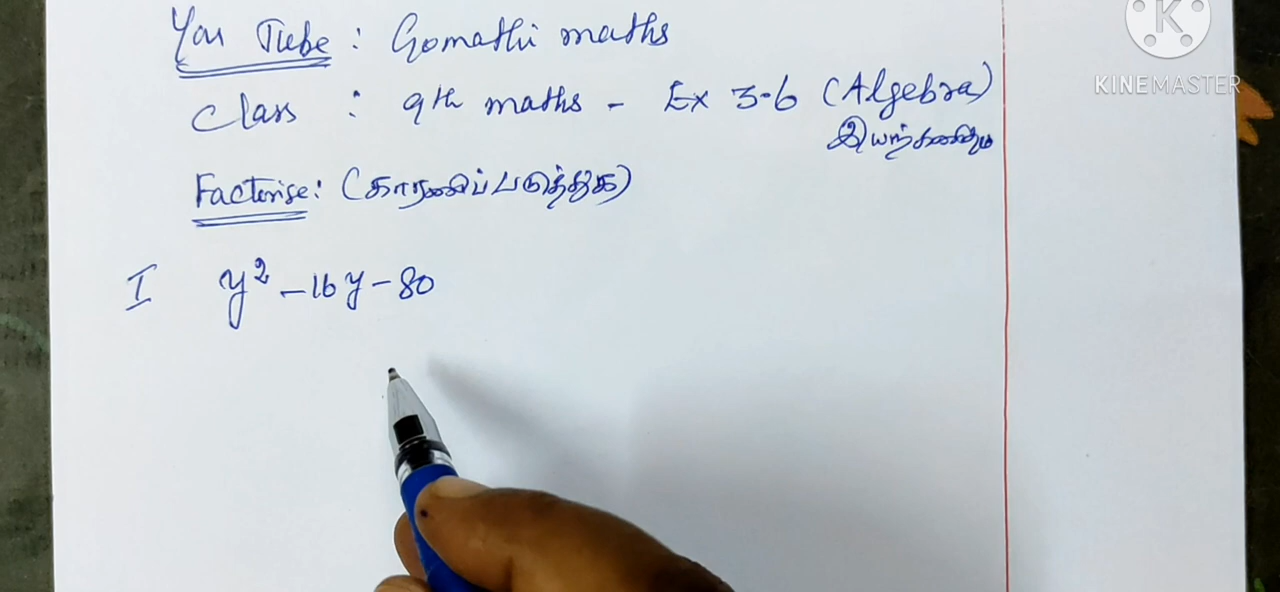 You Tube : Gomathi maths
K
KINEMASTER
Class : 9th maths - Ex 3.6 (Algebra)
இயற்கணிதம்
Factorise: (காரணிப்படுத்துக)
I y² - 16y - 80